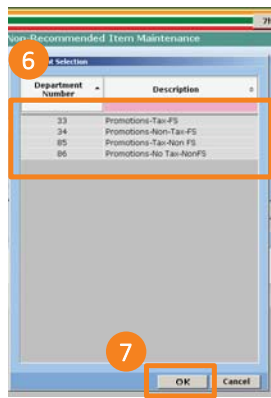 Non-Recommended Item Maintenance
6
t Selection
Department Number
Description
33 Promotions-Tax-FS
34 Promotions-Non-Tax-FS
85 Promotions-Tax-Non FS
86 Promotions-No Tax-NonFS
7
OK Cancel